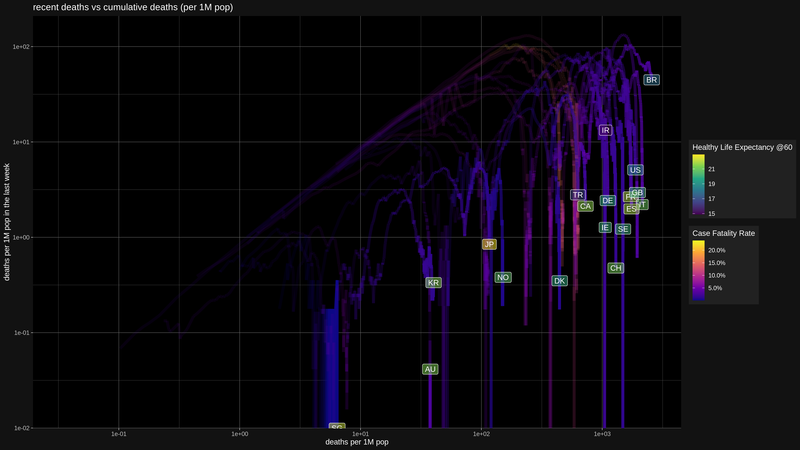 recent deaths vs cumulative deaths (per 1M pop)
1e+02
BR
1e+01
IR
Healthy Life Expectancy @60
21
19
17
15
US
TR
GB
CA
DE
ES
IE
SE
deaths per 1M pop in the last week
1e+00
JP
Case Fatality Rate
20.0%
15.0%
10.0%
5.0%
CH
KR
NO
DK
1e-01
AU
SG
1e-02
1e-01
1e+00
1e+01
1e+02
1e+03
deaths per 1M pop